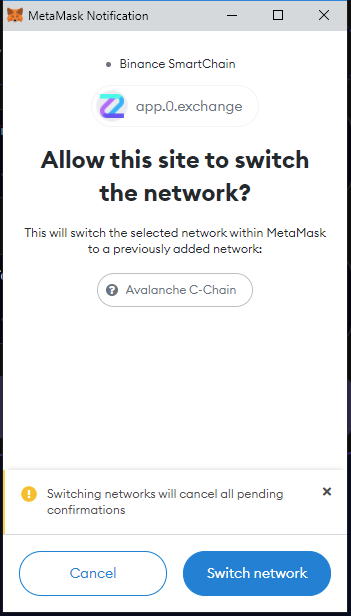 MetaMask Notification
Binance SmartChain
app.0.exchange
Allow this site to switch
the network?
This will switch the selected network within MetaMask
to a previously added network:
? Avalanche C-Chain
! Switching networks will cancel all pending
confirmations
Cancel
Switch network